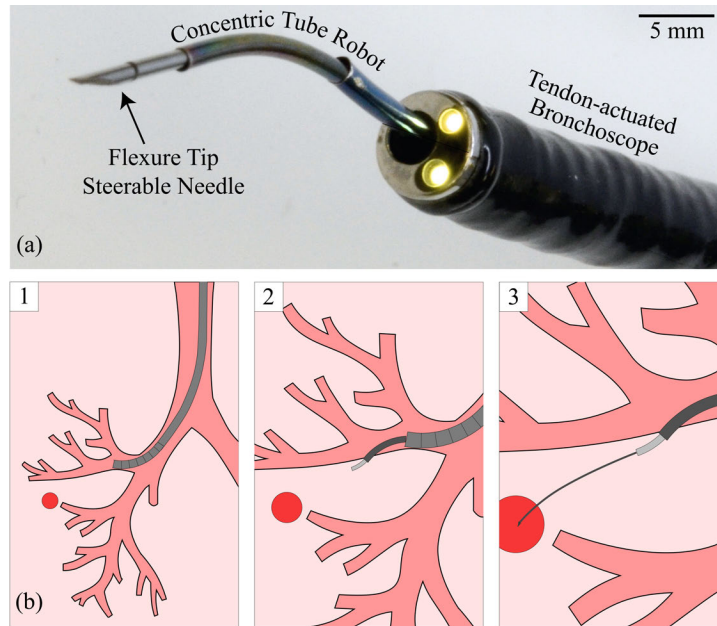 Concentric Tube Robot
5 mm
Tendon-actuated
Bronchoscope
Flexure Tip
Steerable Needle
(a)
1
2
3
(b)